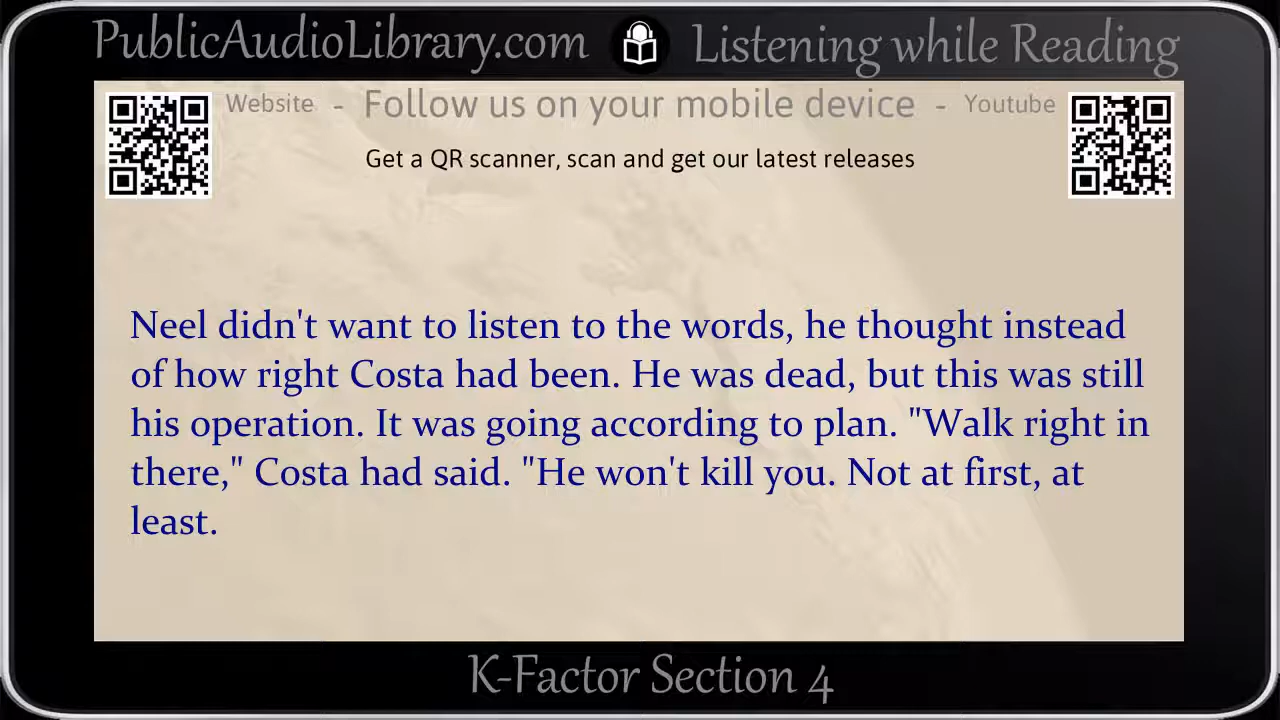 PublicAudioLibrary.com Listening while Reading
Website - Follow us on your mobile device - Youtube
Get a QR scanner, scan and get our latest releases
Neel didn't want to listen to the words, he thought instead
of how right Costa had been. He was dead, but this was still
his operation. It was going according to plan. "Walk right in
there," Costa had said. "He won't kill you. Not at first, at
least.
K-Factor Section 4